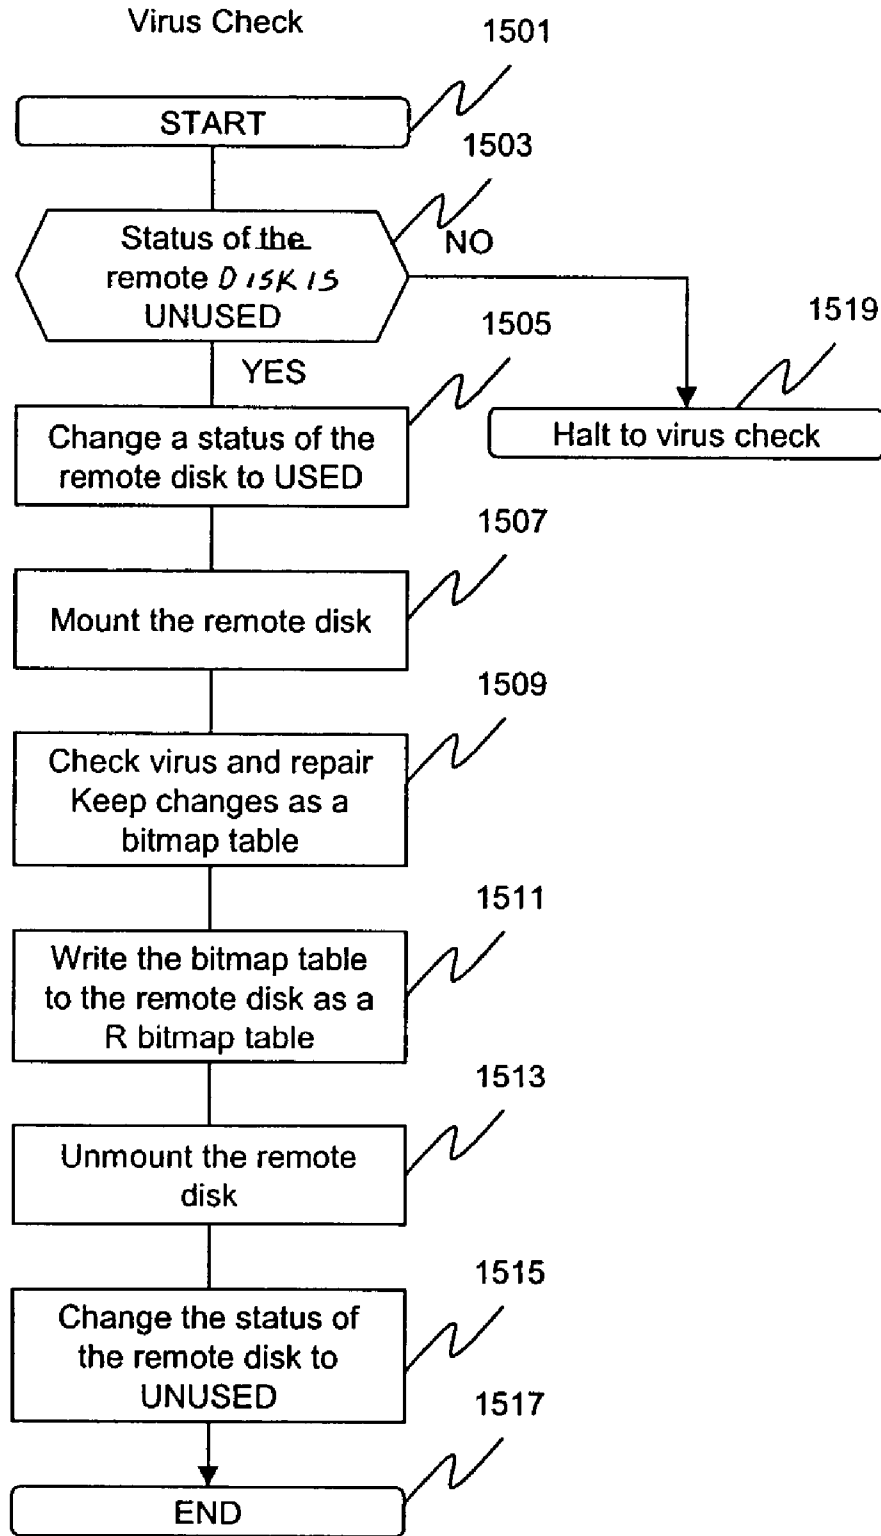 Virus Check
1501
START
1503
Status of the
remote DISK IS
UNUSED
NO
YES
1505
1519
Change a status of the
remote disk to USED
Halt to virus check
1507
Mount the remote disk
1509
Check virus and repair
Keep changes as a
bitmap table
1511
Write the bitmap table
to the remote disk as a
R bitmap table
1513
Unmount the remote
disk
1515
Change the status of
the remote disk to
UNUSED
1517
END